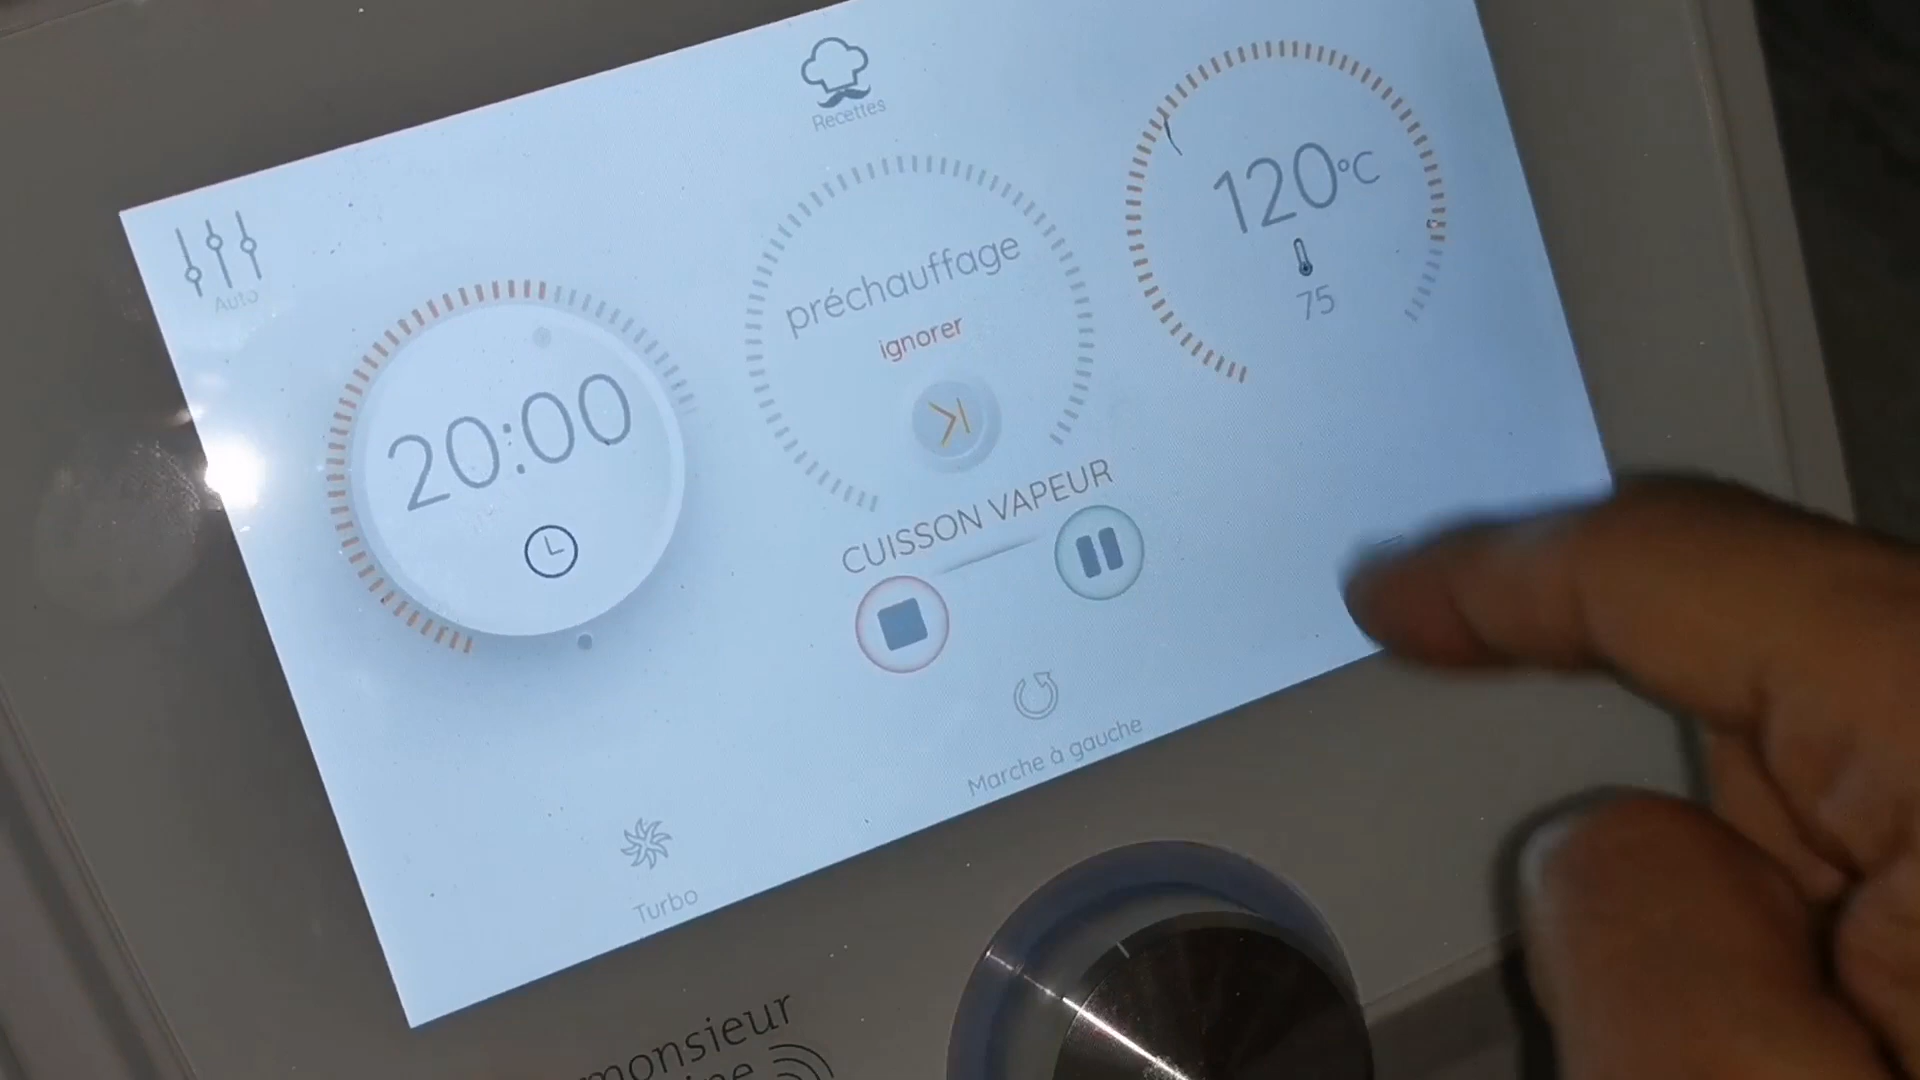 Recettes
Auto
120°C
75
préchauffage
ignorer
20:00
CUISSON VAPEUR
Marche à gauche
Turbo
monsieur